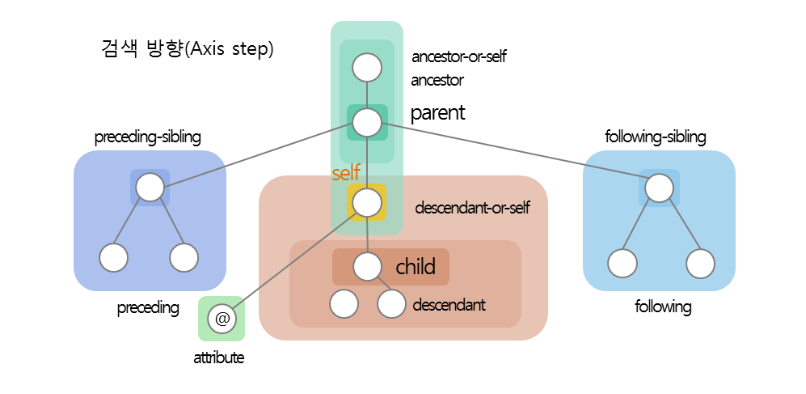 검색 방향(Axis step)
ancestor-or-self
ancestor
parent
preceding-sibling
following-sibling
self
descendant-or-self
child
descendant
preceding
following
@
attribute